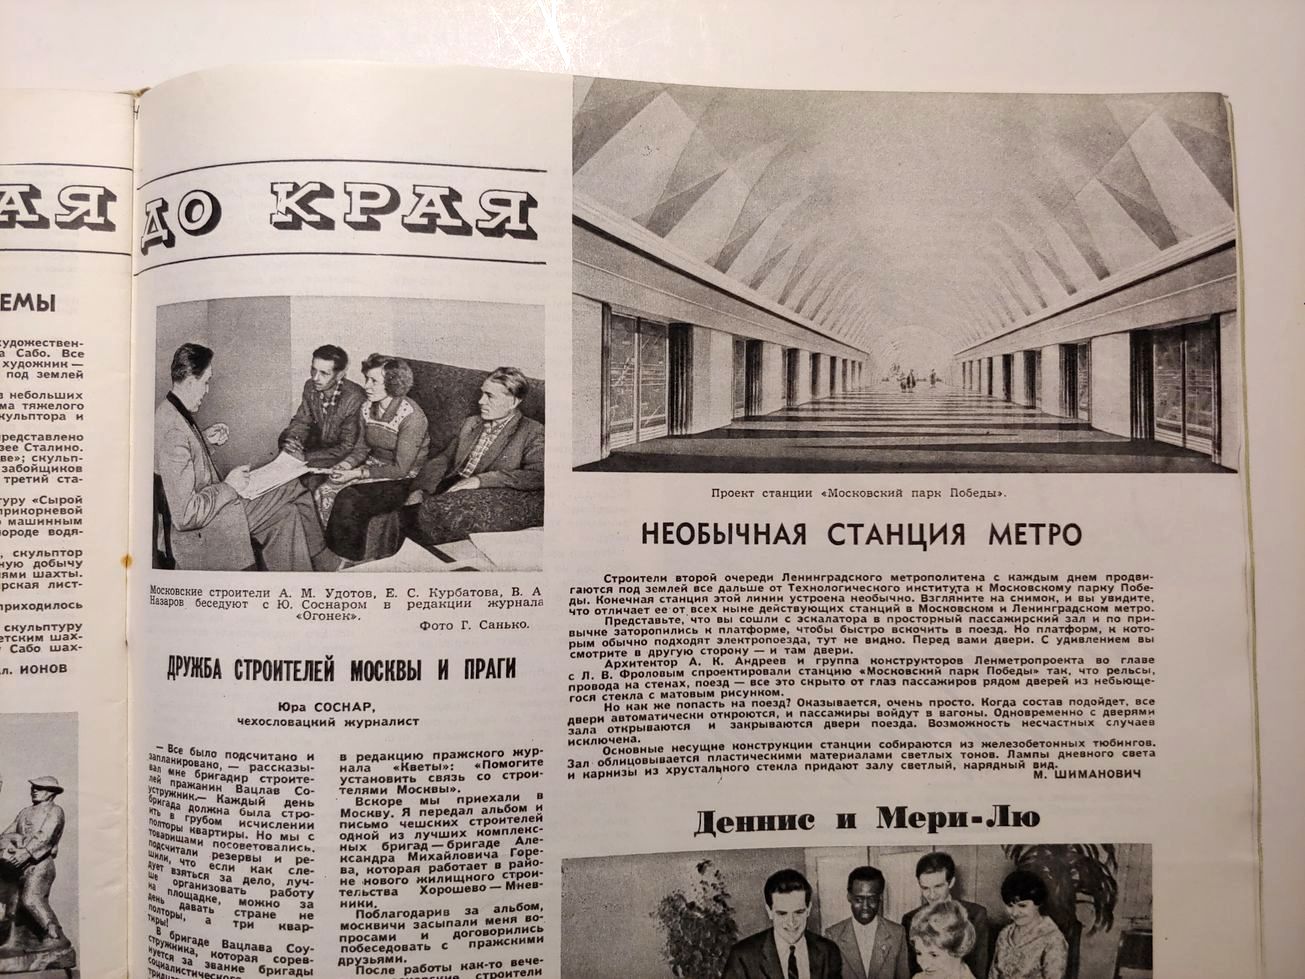 АЯ
ЕМЫ
художествен-
а Сабо. Все
художник —
под землей
в небольших
ма тяжелого
кульптора и
редставлено
зее Сталино.
ве»; скульп-
забойщиков
третий ста-
туру «Сырой
прикорневой
машинным
породе водя-
, скульптор
ную добычу
иями шахты.
рская лист-
приходилось
скульптуру
етским шах-
Сабо шах-
л. ИОНОВ
ДО КРАЯ
Московские строители А. М. Удотов, Е. С. Курбатова, В. А
Назаров беседуют с Ю. Соснаром в редакции журнала
«Огонек».
Фото Г. Санько.
ДРУЖБА СТРОИТЕЛЕЙ МОСКВЫ И ПРАГИ
Юра СОСНАР,
чехословацкий журналист
— Все было подсчитано и
запланировано, — рассказы-
вал мне бригадир строите-
лей пражанин Вацлав Со-
устружник.— Каждый день
бригада должна была стро-
ить в грубом исчислении
полторы квартиры. Но мы с
товарищами посоветовались,
подсчитали резервы и ре-
шили, что если как сле-
дует взяться за дело, луч-
ше организовать работу
на площадке, можно за
день давать стране не
полторы, а три квар-
тиры!
В бригаде Вацлава Соу-
стружника, которая сорев-
нуется за звание бригады
социалистического
в редакцию пражского жур-
нала «Кветы»: «Помогите
установить связь со строи-
телями Москвы».
Вскоре мы приехали в
Москву. Я передал альбом и
письмо чешских строителей
одной из лучших комплекс-
ных бригад — бригаде Але-
ксандра Михайловича Горе-
ва, которая работает в райо-
не нового жилищного строи-
тельства Хорошево — Мнев-
ники.
Поблагодарив за альбом,
москвичи засыпали меня во-
просами и договорились
побеседовать с пражскими
друзьями.
После работы как-то вече-
строители
Проект станции «Московский парк Победы».
НЕОБЫЧНАЯ СТАНЦИЯ МЕТРО
Строители второй очереди Ленинградского метрополитена с каждым днем продви-
гаются под землей все дальше от Технологического института к Московскому парку Побе-
ды. Конечная станция этой линии устроена необычно. Взгляните на снимок, и вы увидите,
что отличает ее от всех ныне действующих станций в Московском и Ленинградском метро.
Представьте, что вы сошли с эскалатора в просторный пассажирский зал и по при-
вычке заторопились к платформе, чтобы быстро вскочить в поезд. Но платформ, к кото-
рым обычно подходят электропоезда, тут не видно. Перед вами двери. С удивлением вы
смотрите в другую сторону — и там двери.
Архитектор А. К. Андреев и группа конструкторов Ленметропроекта во главе
с Л. В. Фроловым спроектировали станцию «Московский парк Победы» так, что рельсы,
провода на стенах, поезд — все это скрыто от глаз пассажиров рядом дверей из небьюще-
гося стекла с матовым рисунком.
Но как же попасть на поезд? Оказывается, очень просто. Когда состав подойдет, все
двери автоматически откроются, и пассажиры войдут в вагоны. Одновременно с дверями
зала открываются и закрываются двери поезда. Возможность несчастных случаев
исключена.
Основные несущие конструкции станции собираются из железобетонных тюбингов.
Зал облицовывается пластическими материалами светлых тонов. Лампы дневного света
и карнизы из хрустального стекла придают залу светлый, нарядный вид.
М. ШИМАНОВИЧ
Деннис и Мери-Лю